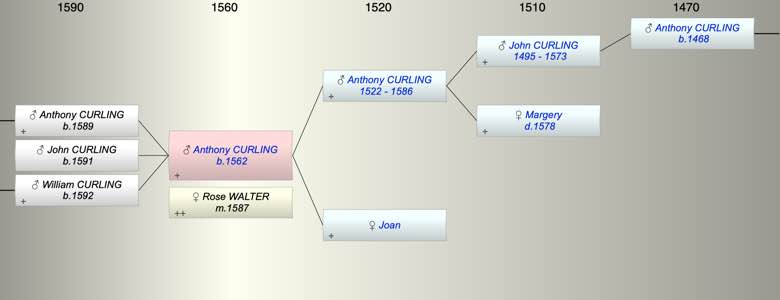 1590 1560 1520 1510 1470
♂ Anthony CURLING
b.1468
♂ John CURLING
1495 - 1573
+
♂ Anthony CURLING
1522 - 1586
+
♀ Margery
d.1578
+
♂ Anthony CURLING
b.1589
+
♂ John CURLING
b.1591
♂ William CURLING
b.1592
+
♂ Anthony CURLING
b.1562
+
♀ Rose WALTER
m.1587
++
♀ Joan
+